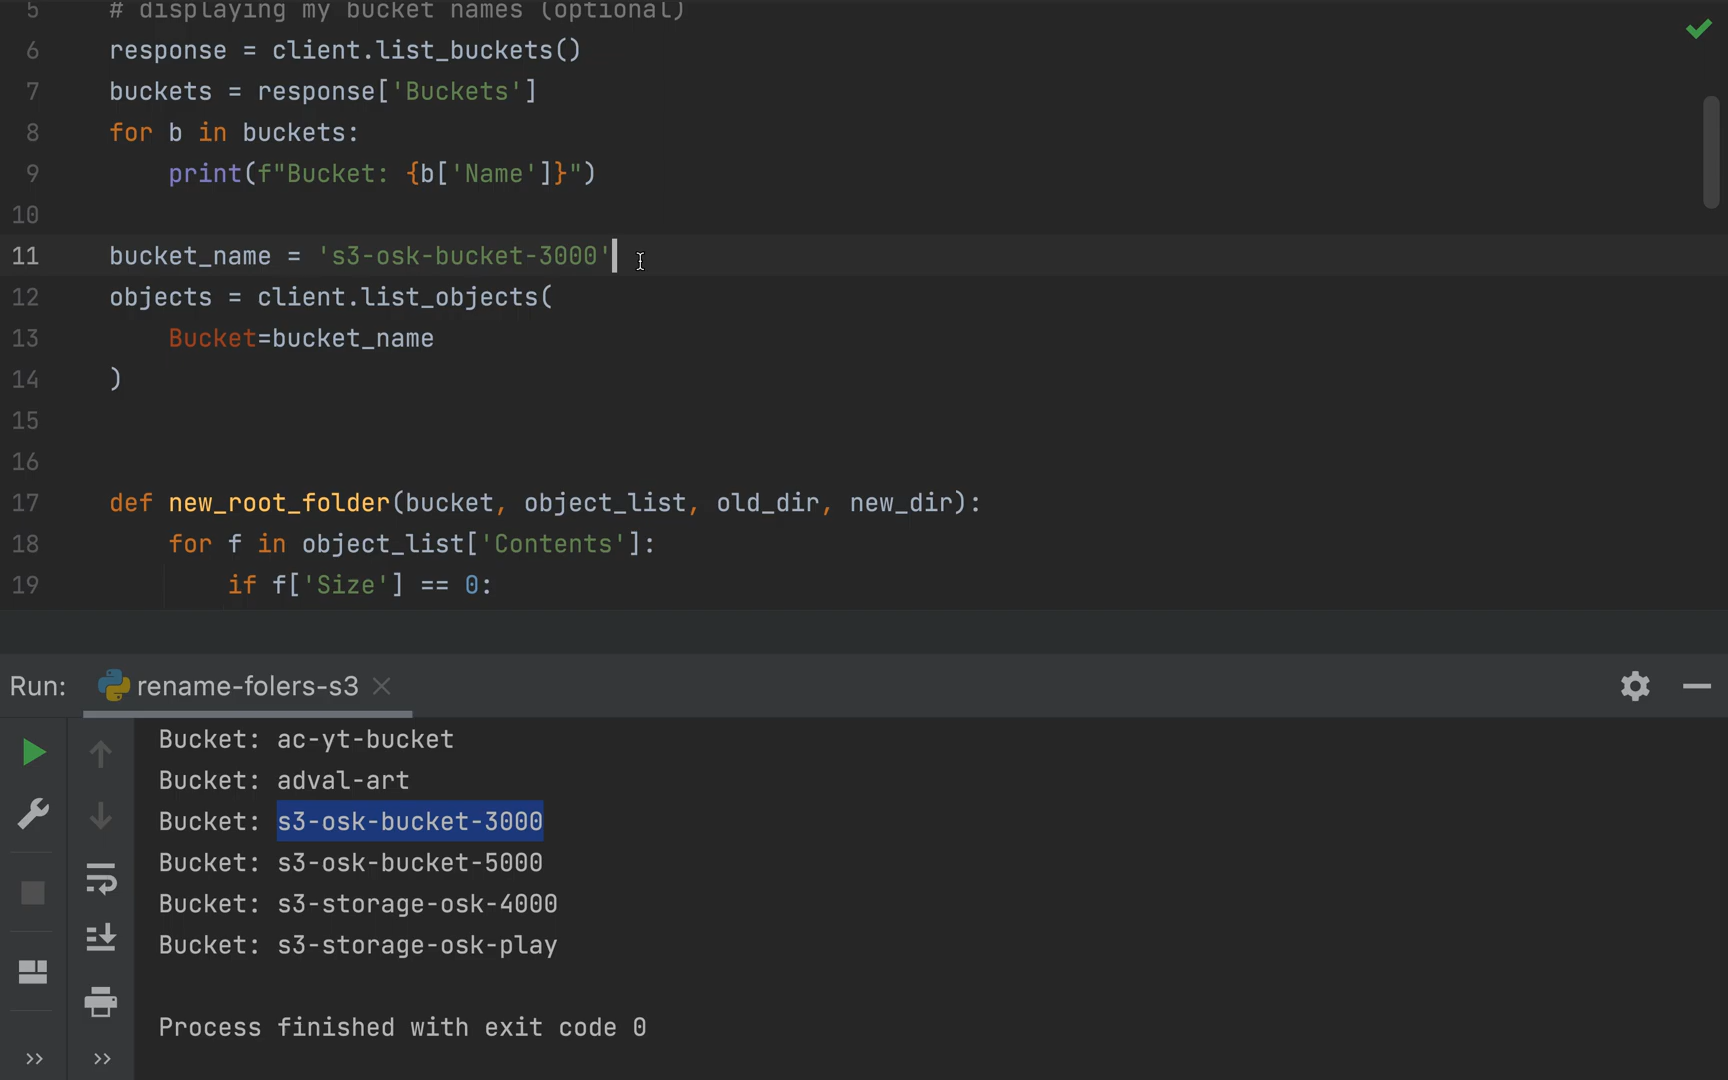 5 # displaying my bucket names (optional)
6 response = client.list_buckets()
7 buckets = response['Buckets']
8 for b in buckets:
9 print(f"Bucket: {b['Name']}")
10
11 bucket_name = 's3-osk-bucket-3000'
12 objects = client.list_objects(
13 Bucket=bucket_name
14 )
15
16
17 def new_root_folder(bucket, object_list, old_dir, new_dir):
18 for f in object_list['Contents']:
19 if f['Size'] == 0:
Run: rename-folers-s3
Bucket: ac-yt-bucket
Bucket: adval-art
Bucket: s3-osk-bucket-3000
Bucket: s3-osk-bucket-5000
Bucket: s3-storage-osk-4000
Bucket: s3-storage-osk-play
Process finished with exit code 0